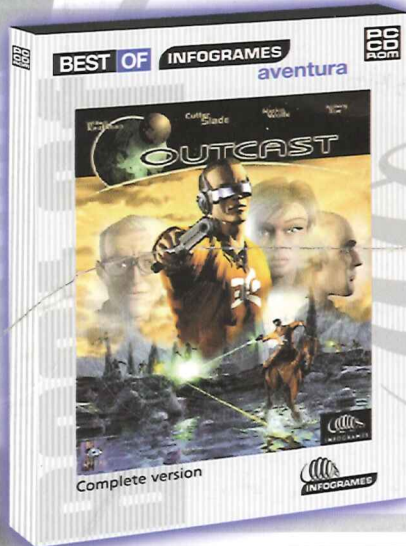 BEST OF INFOGRAMES
aventura
PC
CD
ROM
Cutter
Slade
OUTCAST
INFOGRAMES
Complete version
INFOGRAMES